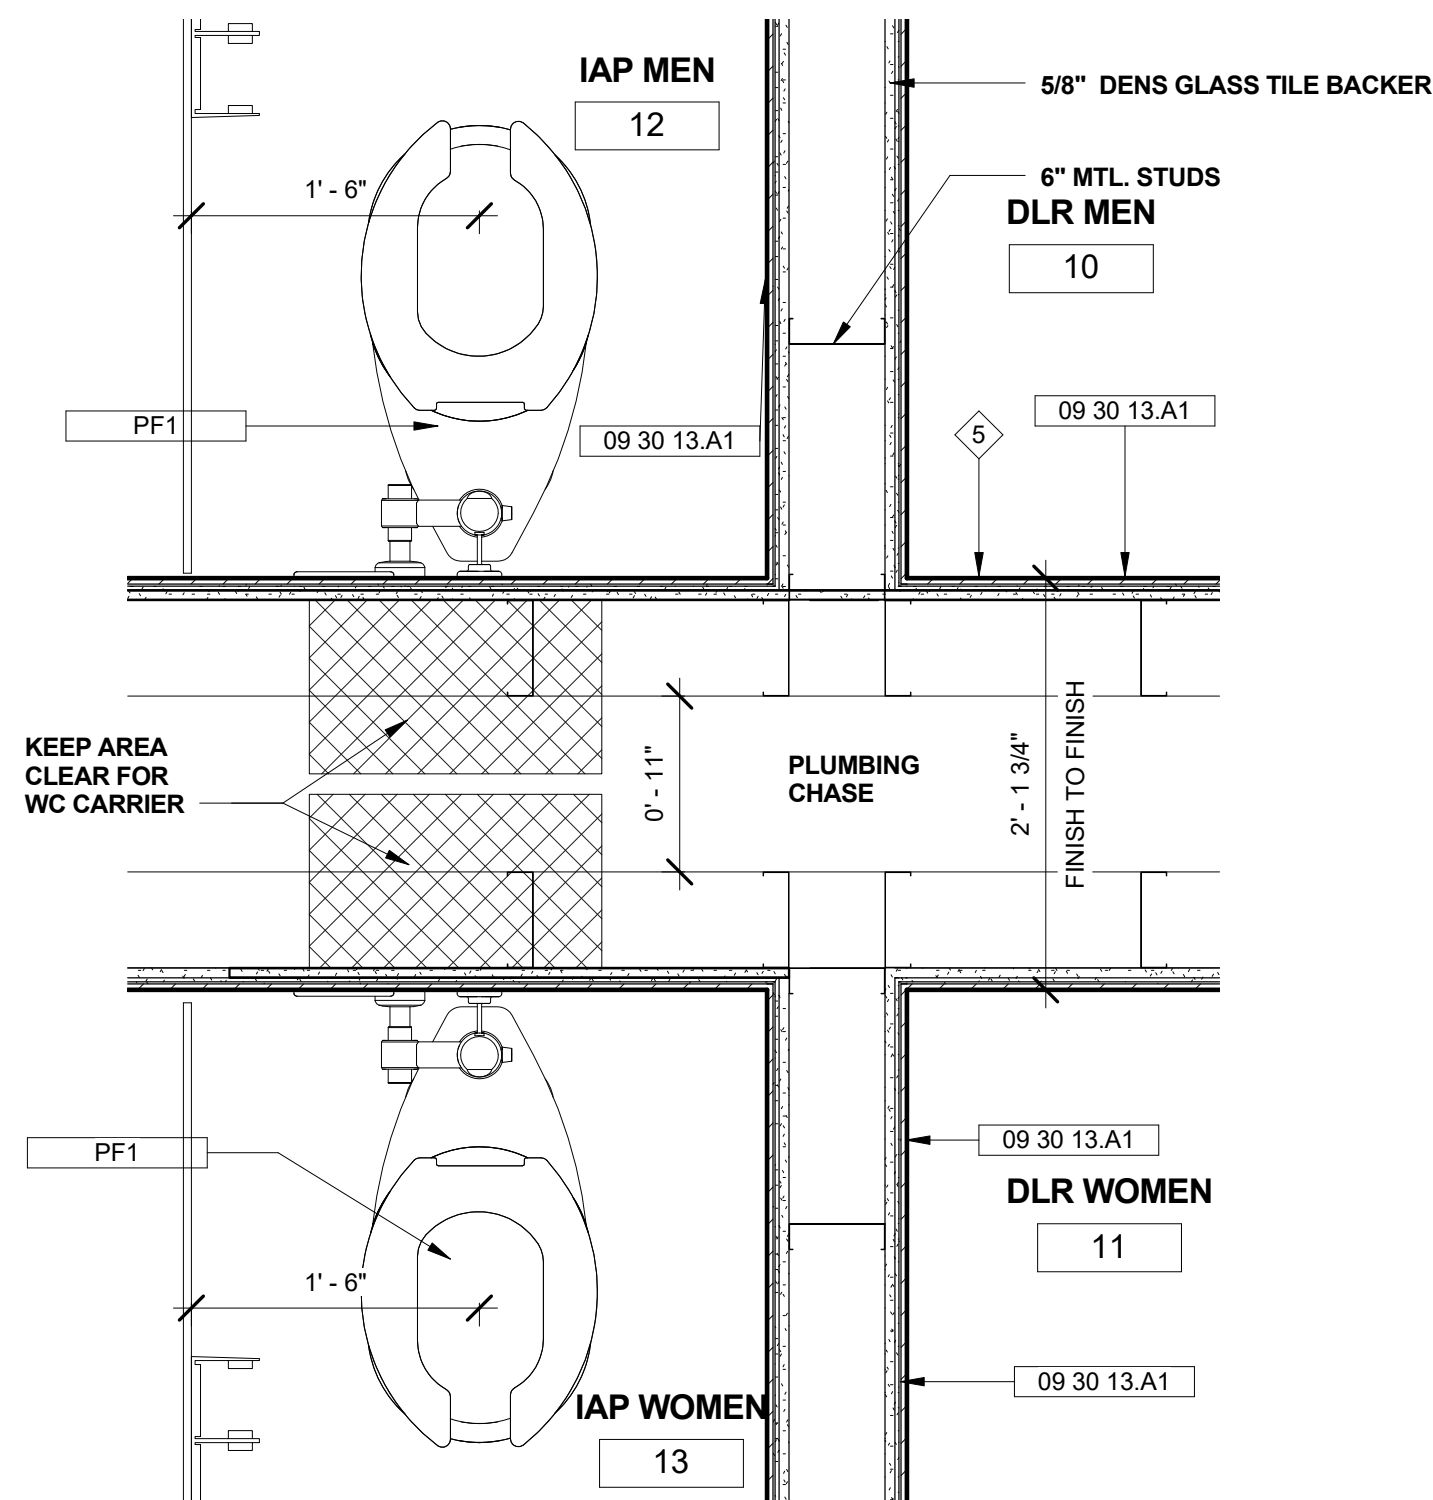 IAP MEN
12
5/8" DENS GLASS TILE BACKER
6" MTL. STUDS
DLR MEN
10
1' - 6"
PF1
09 30 13.A1
5
09 30 13.A1
KEEP AREA
CLEAR FOR
WC CARRIER
0' - 11"
PLUMBING
CHASE
2' - 1 3/4"
FINISH TO FINISH
PF1
09 30 13.A1
DLR WOMEN
11
1' - 6"
09 30 13.A1
IAP WOMEN
13